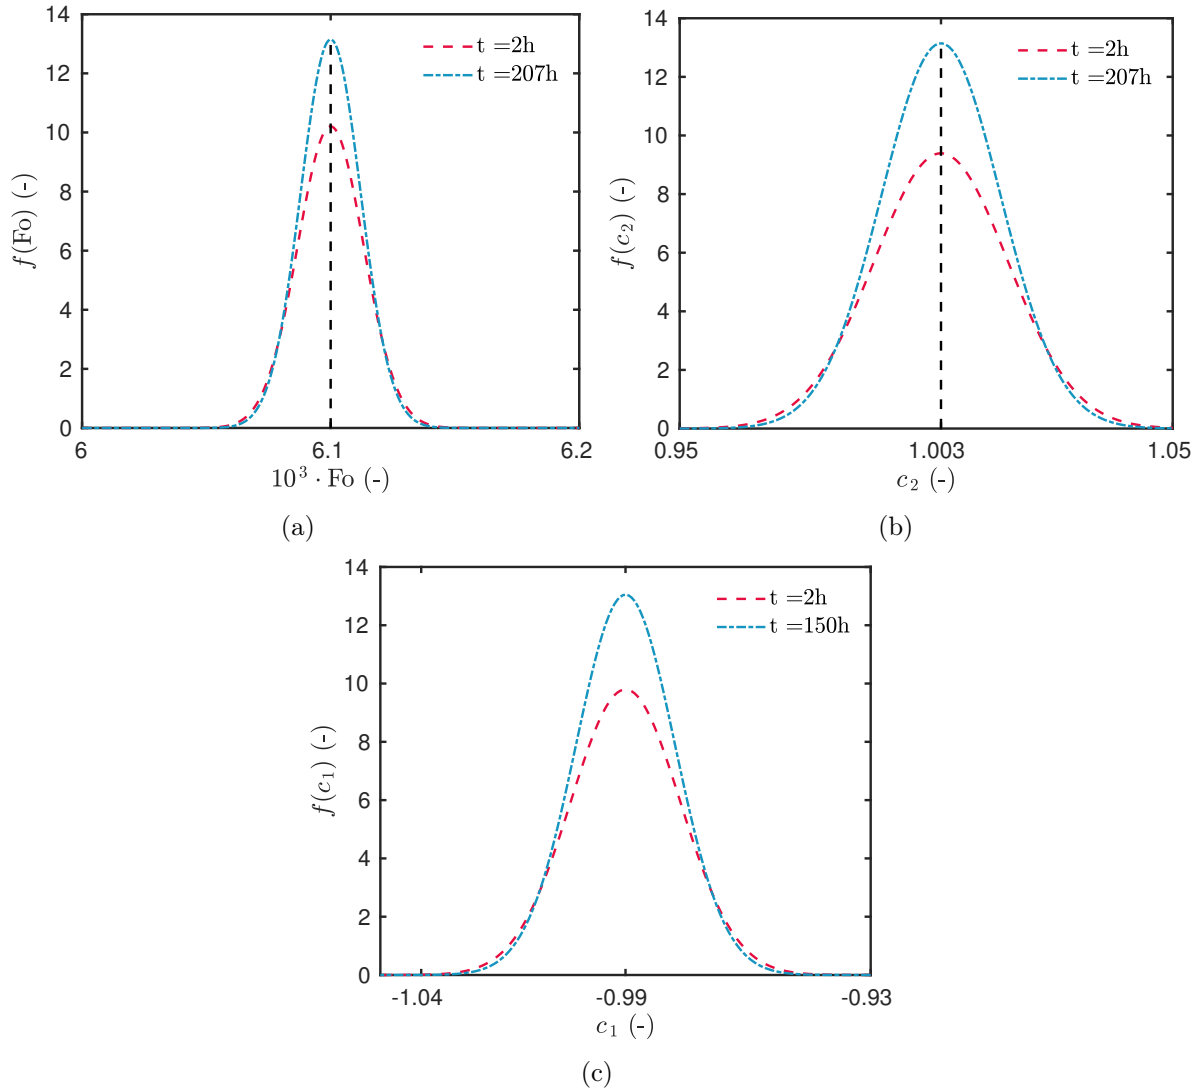 14
12
10
8
6
4
2
0
f(Fo) (-)
t =2h
t =207h
6
6.1
6.2
10³ · Fo (-)
(a)
14
12
10
8
6
4
2
0
f(c₂) (-)
t =2h
t =207h
0.95
1.003
1.05
c₂ (-)
(b)
14
12
10
8
6
4
2
0
f(c₁) (-)
t =2h
t =150h
-1.04
-0.99
-0.93
c₁ (-)
(c)